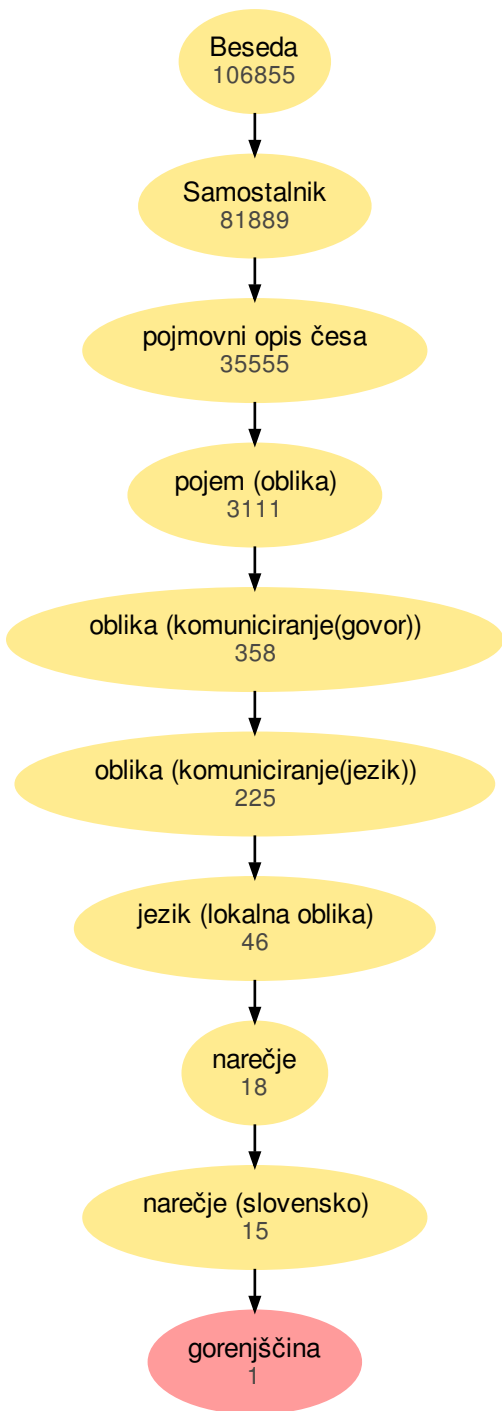 Beseda
106855
Samostalnik
81889
pojmovni opis česa
35555
pojem (oblika)
3111
oblika (komuniciranje(govor))
358
oblika (komuniciranje(jezik))
225
jezik (lokalna oblika)
46
narečje
18
narečje (slovensko)
15
gorenjščina
1